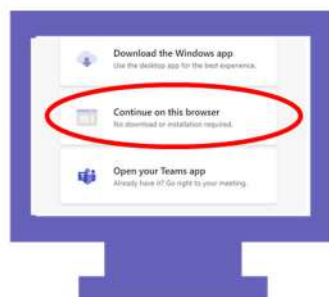 Download the Windows app
Use the desktop app for the best experience.
Continue on this browser
No download or installation required.
Open your Teams app
Already have it? Go right to your meeting.